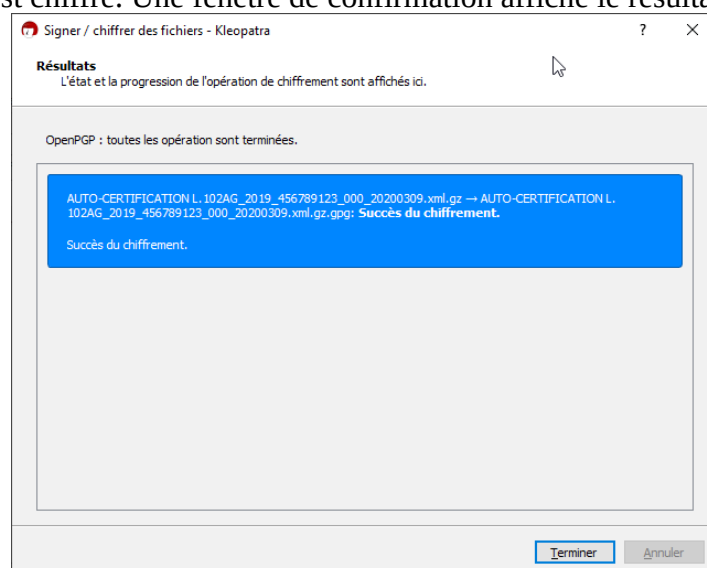 st chiffré. Une fenêtre de confirmation affiche le résulta
Signer / chiffrer des fichiers - Kleopatra ? ×
Résultats
L'état et la progression de l'opération de chiffrement sont affichés ici.
OpenPGP : toutes les opération sont terminées.
AUTO-CERTIFICATION L.102AG_2019_456789123_000_20200309.xml.gz → AUTO-CERTIFICATION L.
102AG_2019_456789123_000_20200309.xml.gz.gpg: Succès du chiffrement.
Succès du chiffrement.
Terminer Annuler